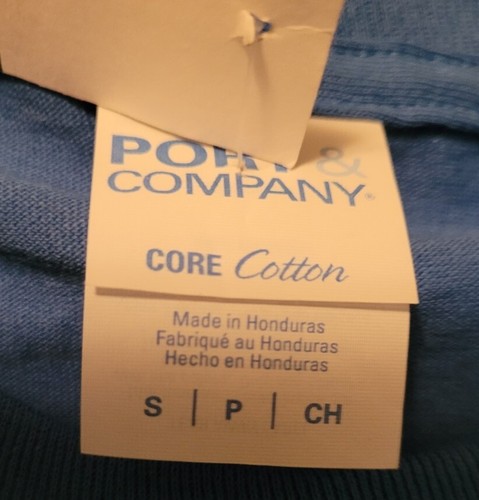 PORT &
COMPANY®
CORE Cotton
Made in Honduras
Fabriqué au Honduras
Hecho en Honduras
S | P | CH